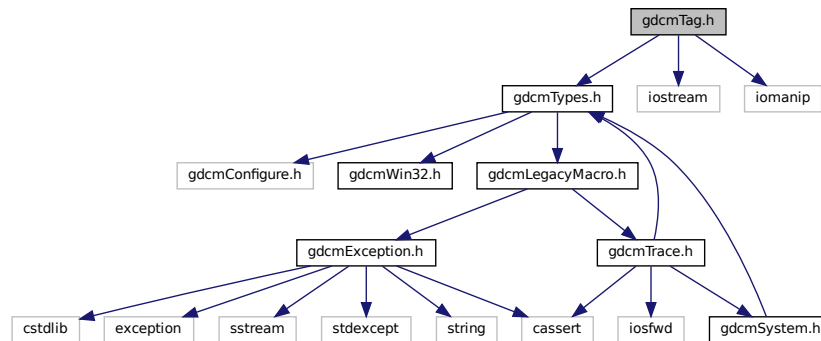 gdcmTag.h
gdcmTypes.h
iostream
iomanip
gdcmConfigure.h
gdcmWin32.h
gdcmLegacyMacro.h
gdcmException.h
gdcmTrace.h
cstdlib
exception
sstream
stdexcept
string
cassert
iosfwd
gdcmSystem.h